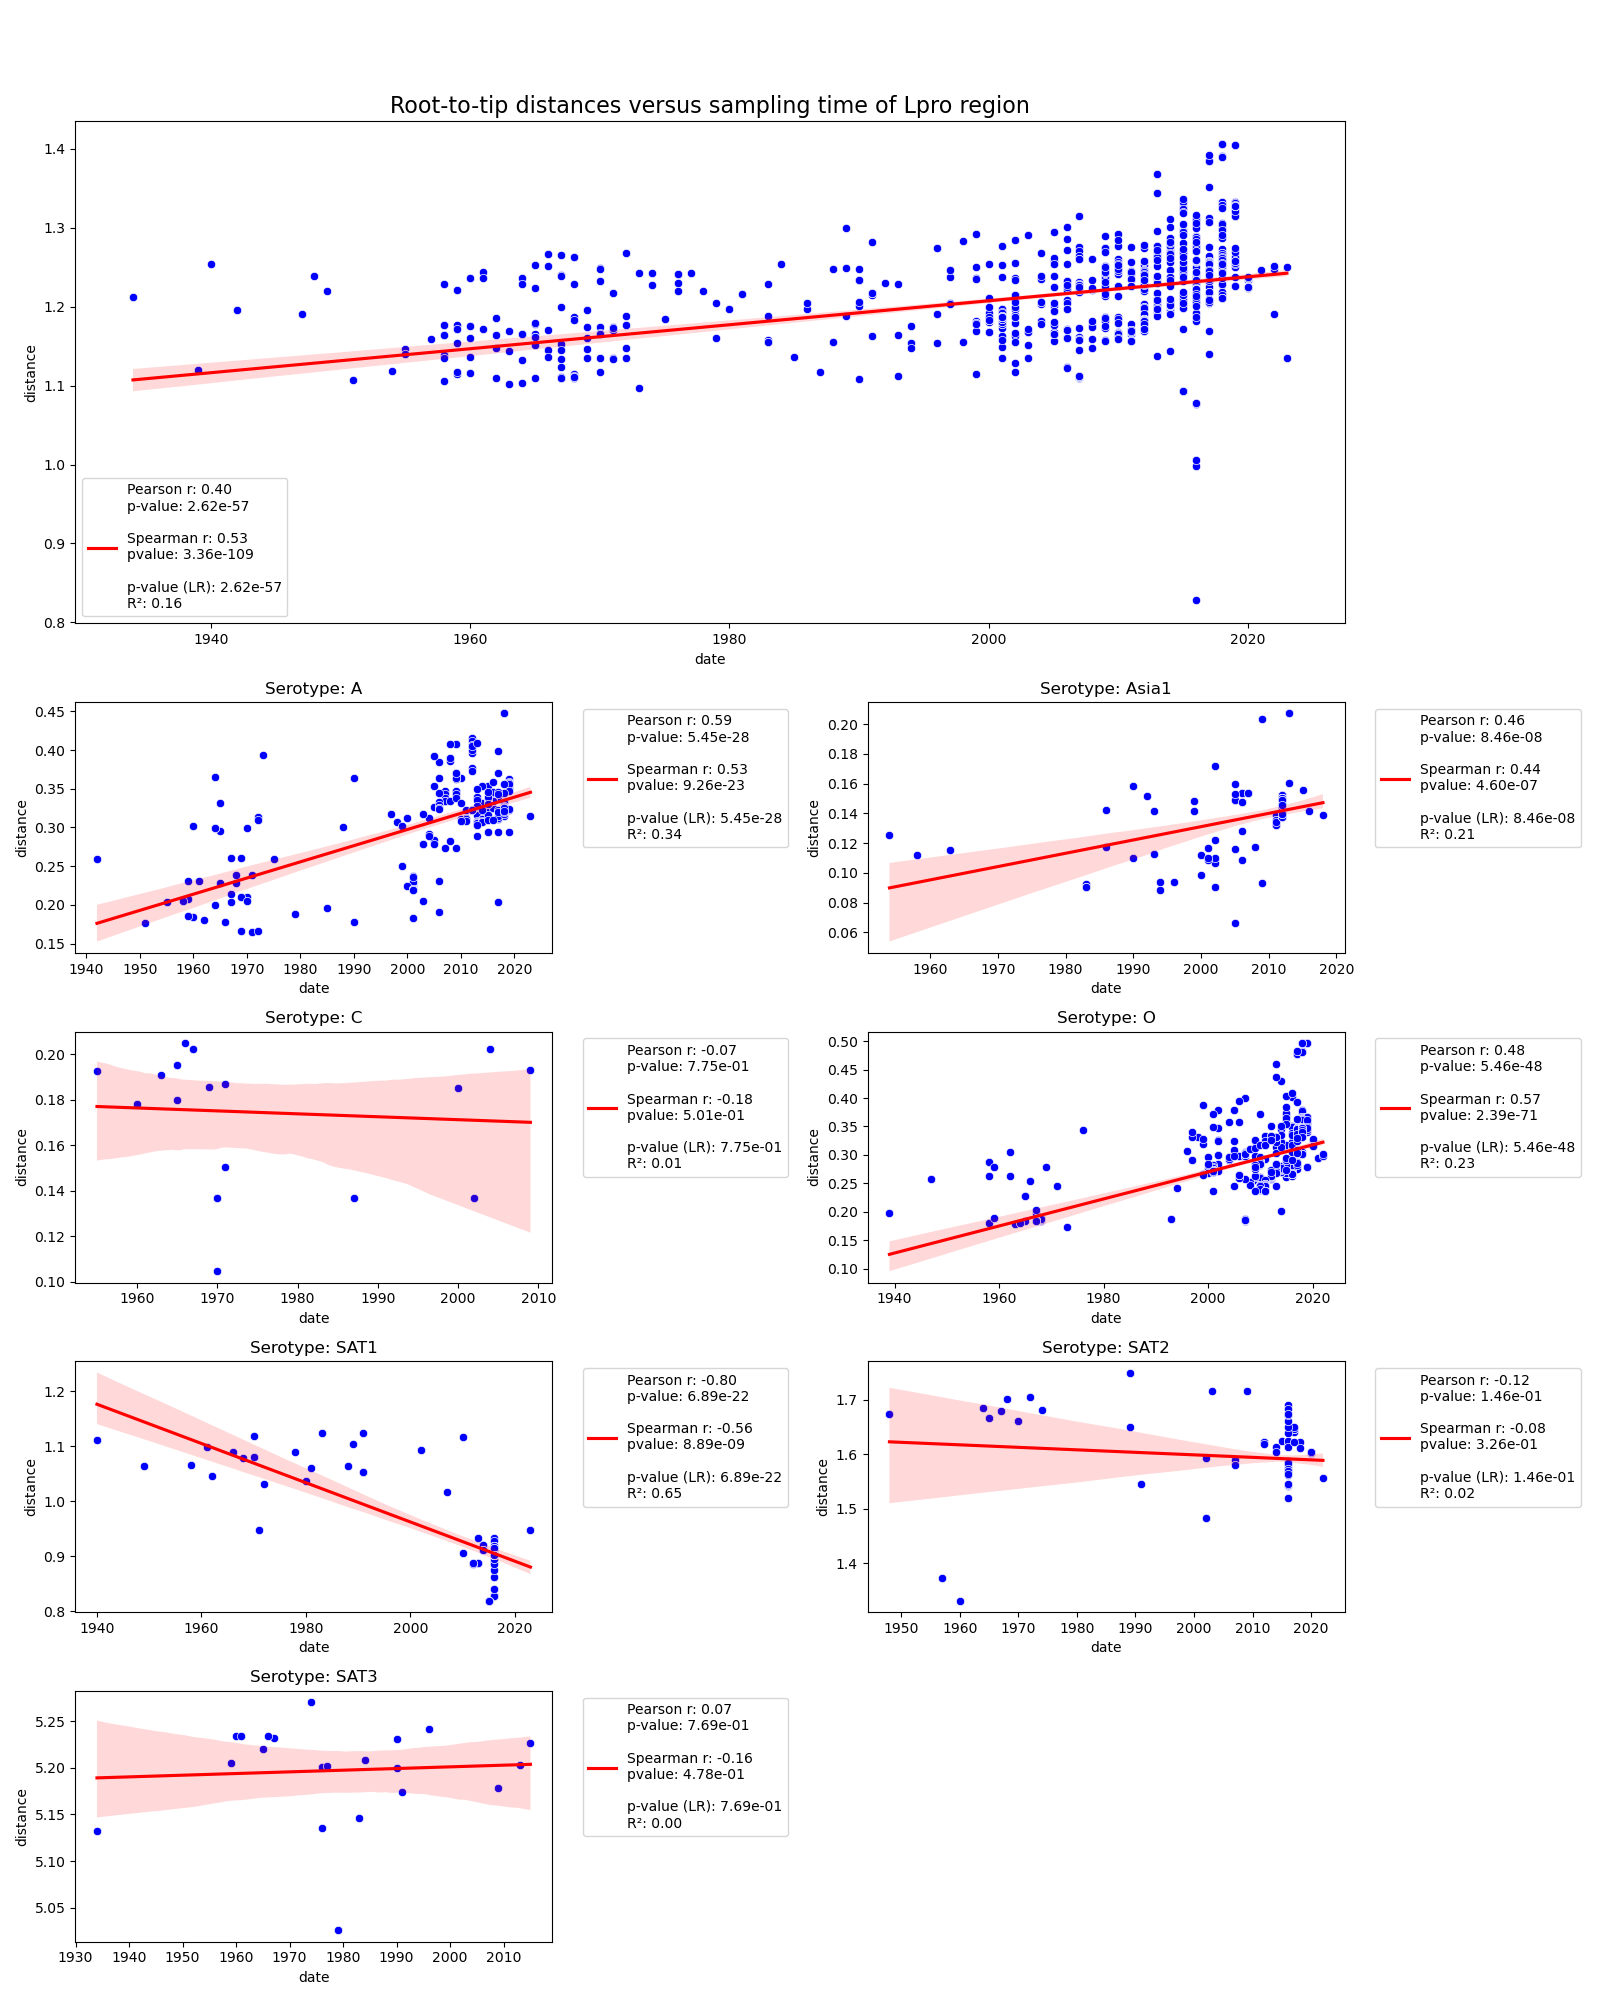 Root-to-tip distances versus sampling time of Lpro region
1.4
1.3
1.2
1.1
1.0
0.9
0.8
distance
Pearson r: 0.40
p-value: 2.62e-57
Spearman r: 0.53
pvalue: 3.36e-109
p-value (LR): 2.62e-57
R²: 0.16
1940 1960 1980 2000 2020
date
Serotype: A
0.45
0.40
0.35
0.30
0.25
0.20
0.15
distance
1940 1950 1960 1970 1980 1990 2000 2010 2020
date
Pearson r: 0.59
p-value: 5.45e-28
Spearman r: 0.53
pvalue: 9.26e-23
p-value (LR): 5.45e-28
R²: 0.34
Serotype: Asia1
0.20
0.18
0.16
0.14
0.12
0.10
0.08
0.06
distance
1960 1970 1980 1990 2000 2010 2020
date
Pearson r: 0.46
p-value: 8.46e-08
Spearman r: 0.44
pvalue: 4.60e-07
p-value (LR): 8.46e-08
R²: 0.21
Serotype: C
0.20
0.18
0.16
0.14
0.12
0.10
distance
1960 1970 1980 1990 2000 2010
date
Pearson r: -0.07
p-value: 7.75e-01
Spearman r: -0.18
pvalue: 5.01e-01
p-value (LR): 7.75e-01
R²: 0.01
Serotype: O
0.50
0.45
0.40
0.35
0.30
0.25
0.20
0.15
0.10
distance
1940 1960 1980 2000 2020
date
Pearson r: 0.48
p-value: 5.46e-48
Spearman r: 0.57
pvalue: 2.39e-71
p-value (LR): 5.46e-48
R²: 0.23
Serotype: SAT1
1.2
1.1
1.0
0.9
0.8
distance
1940 1960 1980 2000 2020
date
Pearson r: -0.80
p-value: 6.89e-22
Spearman r: -0.56
pvalue: 8.89e-09
p-value (LR): 6.89e-22
R²: 0.65
Serotype: SAT2
1.7
1.6
1.5
1.4
distance
1950 1960 1970 1980 1990 2000 2010 2020
date
Pearson r: -0.12
p-value: 1.46e-01
Spearman r: -0.08
pvalue: 3.26e-01
p-value (LR): 1.46e-01
R²: 0.02
Serotype: SAT3
5.25
5.20
5.15
5.10
5.05
distance
1930 1940 1950 1960 1970 1980 1990 2000 2010
date
Pearson r: 0.07
p-value: 7.69e-01
Spearman r: -0.16
pvalue: 4.78e-01
p-value (LR): 7.69e-01
R²: 0.00